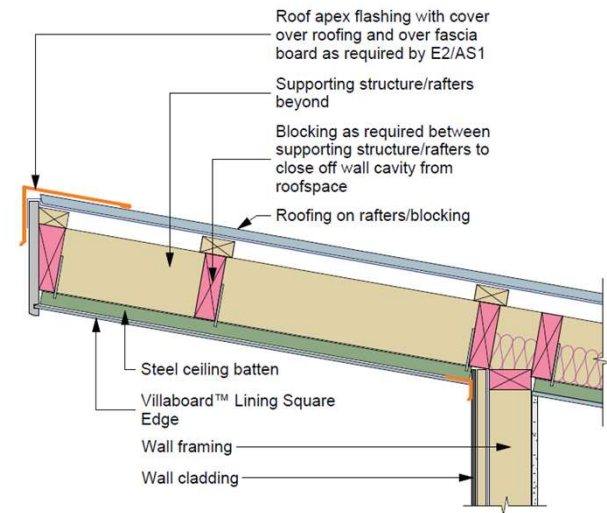 Roof apex flashing with cover
over roofing and over fascia
board as required by E2/AS1
Supporting structure/rafters
beyond
Blocking as required between
supporting structure/rafters to
close off wall cavity from
roofspace
Roofing on rafters/blocking
Steel ceiling batten
Villaboard™ Lining Square
Edge
Wall framing
Wall cladding